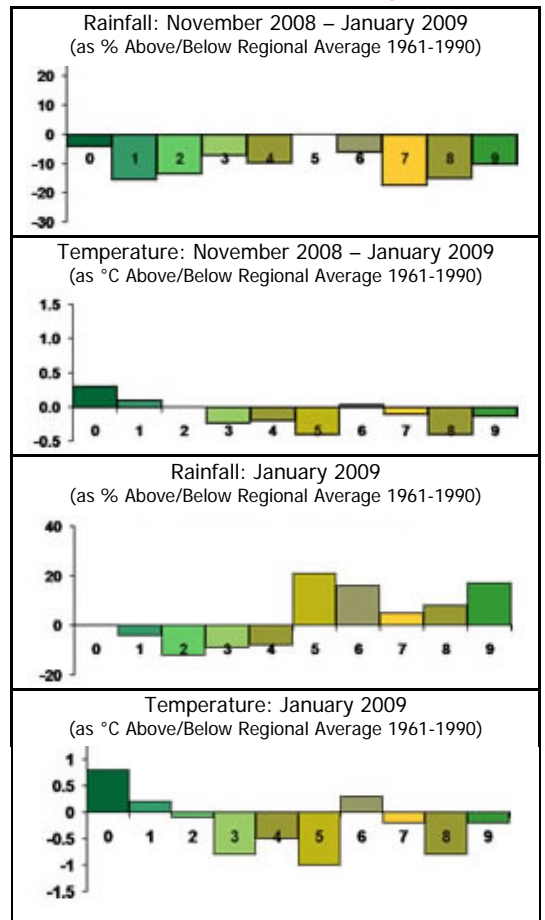 Rainfall: November 2008 – January 2009
(as % Above/Below Regional Average 1961-1990)
20
10
0
-10
-20
-30
0 1 2 3 4 5 6 7 8 9
Temperature: November 2008 – January 2009
(as °C Above/Below Regional Average 1961-1990)
1.5
1.0
0.5
0.0
-0.5
0 1 2 3 4 5 6 7 8 9
Rainfall: January 2009
(as % Above/Below Regional Average 1961-1990)
40
20
0
-20
0 1 2 3 4 5 6 7 8 9
Temperature: January 2009
(as °C Above/Below Regional Average 1961-1990)
1
0.5
0
-0.5
-1
-1.5
0 1 2 3 4 5 6 7 8 9